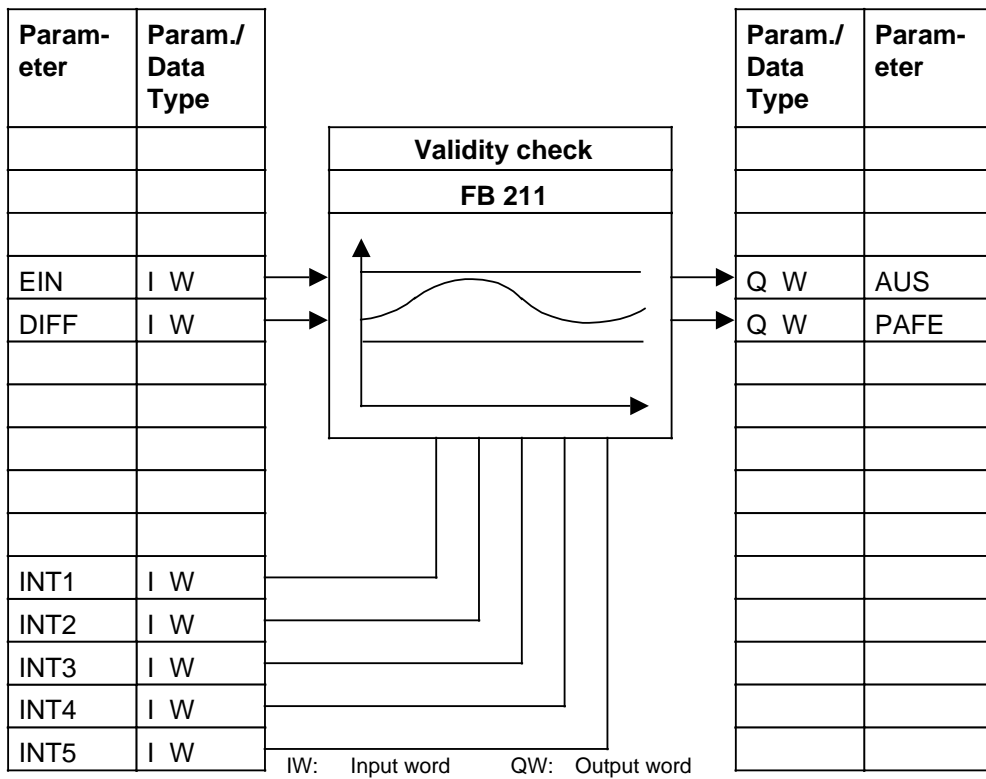 Param-
eter
Param./
Data
Type
Param./
Data
Type
Param-
eter
Validity check
FB 211
EIN I W
Q W AUS
DIFF I W
Q W PAFE
INT1 I W
INT2 I W
INT3 I W
INT4 I W
INT5 I W
IW: Input word QW: Output word